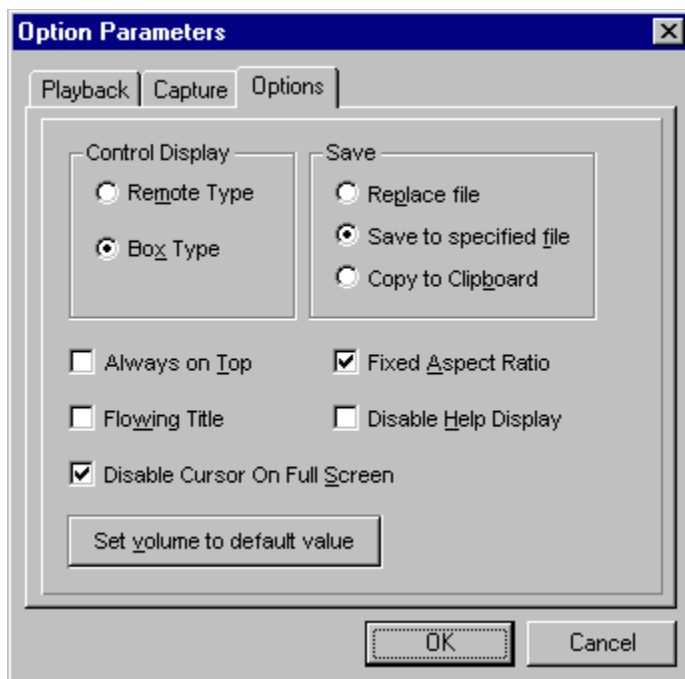 Option Parameters
Playback Capture Options
Control Display Save
Remote Type Replace file
Box Type Save to specified file
Copy to Clipboard
Always on Top Fixed Aspect Ratio
Flowing Title Disable Help Display
Disable Cursor On Full Screen
Set volume to default value
OK Cancel